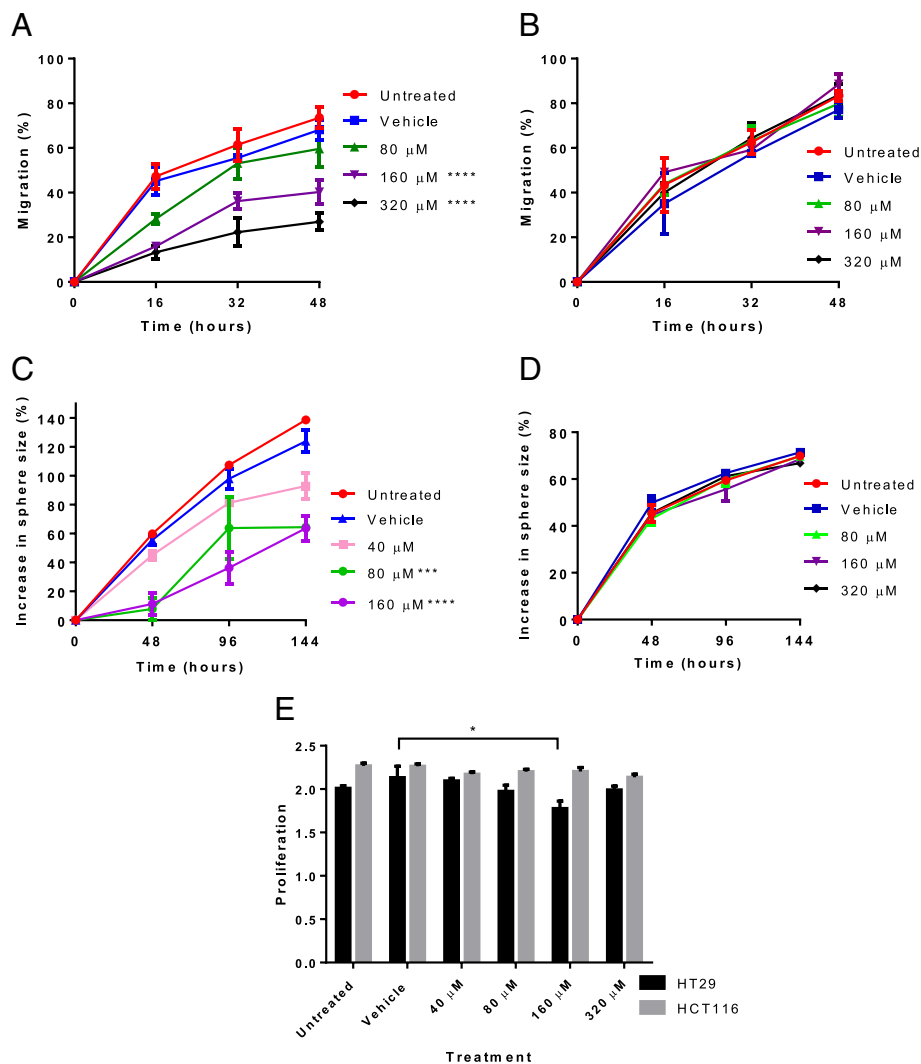 A
Migration (%)
100
80
60
40
20
0
0 16 32 48
Time (hours)
Untreated
Vehicle
80 µM
160 µM ****
320 µM ****
B
Migration (%)
100
80
60
40
20
0
0 16 32 48
Time (hours)
Untreated
Vehicle
80 µM
160 µM
320 µM
C
Increase in sphere size (%)
140
120
100
80
60
40
20
0
0 48 96 144
Time (hours)
Untreated
Vehicle
40 µM
80 µM ***
160 µM ****
D
Increase in sphere size (%)
80
60
40
20
0
0 48 96 144
Time (hours)
Untreated
Vehicle
80 µM
160 µM
320 µM
E
*
Proliferation
2.5
2.0
1.5
1.0
0.5
0.0
Untreated Vehicle 40 µM 80 µM 160 µM 320 µM
Treatment
HT29
HCT116